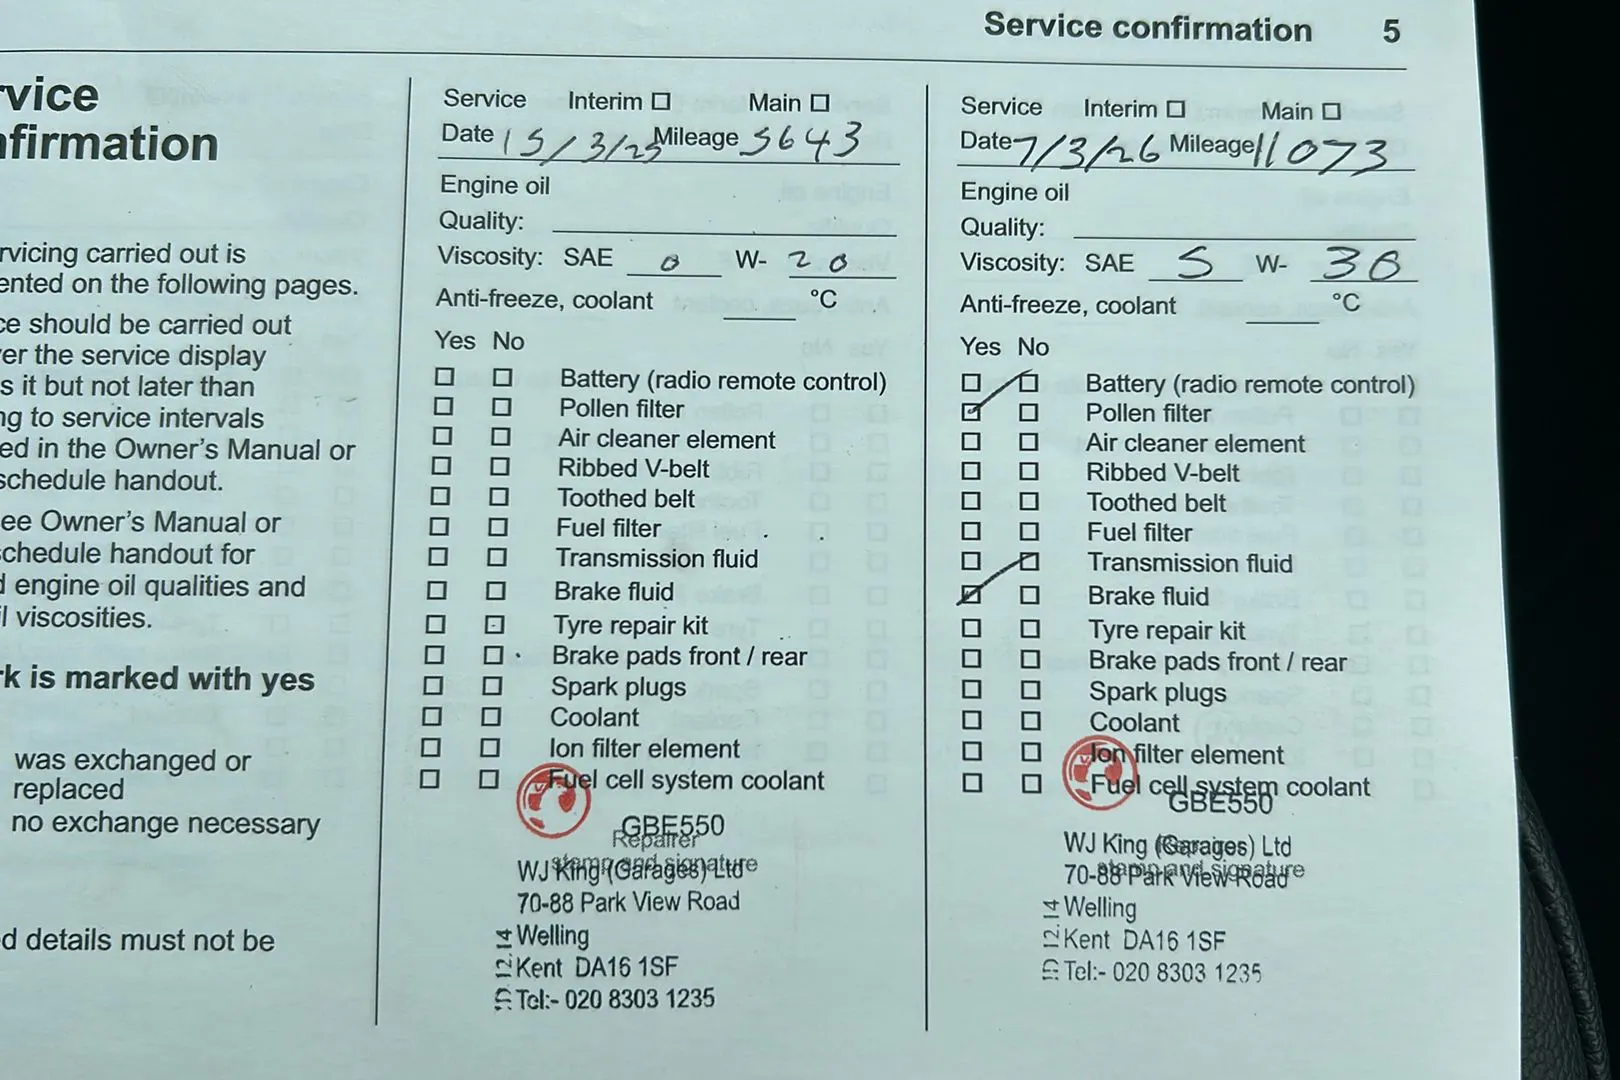 Service confirmation 5
rvice
nfirmation
rvicing carried out is
ented on the following pages.
ce should be carried out
er the service display
s it but not later than
ng to service intervals
ed in the Owner's Manual or
schedule handout.
ee Owner's Manual or
schedule handout for
d engine oil qualities and
il viscosities.
rk is marked with yes
was exchanged or
replaced
no exchange necessary
d details must not be
Service Interim Main
Date 15/3/25 Mileage 5643
Engine oil
Quality:
Viscosity: SAE 0 W- 20
Anti-freeze, coolant °C
Yes No
Battery (radio remote control)
Pollen filter
Air cleaner element
Ribbed V-belt
Toothed belt
Fuel filter
Transmission fluid
Brake fluid
Tyre repair kit
Brake pads front / rear
Spark plugs
Coolant
Ion filter element
Fuel cell system coolant
GBE550
Repairer
stamp and signature
WJ King (Garages) Ltd
70-88 Park View Road
Welling
Kent DA16 1SF
Tel:- 020 8303 1235
Service Interim Main
Date 7/3/26 Mileage 11073
Engine oil
Quality:
Viscosity: SAE 5 W- 30
Anti-freeze, coolant °C
Yes No
Battery (radio remote control)
Pollen filter
Air cleaner element
Ribbed V-belt
Toothed belt
Fuel filter
Transmission fluid
Brake fluid
Tyre repair kit
Brake pads front / rear
Spark plugs
Coolant
Ion filter element
Fuel cell system coolant
GBE550
WJ King (Garages) Ltd
stamp and signature
70-88 Park View Road
Welling
Kent DA16 1SF
Tel:- 020 8303 1235